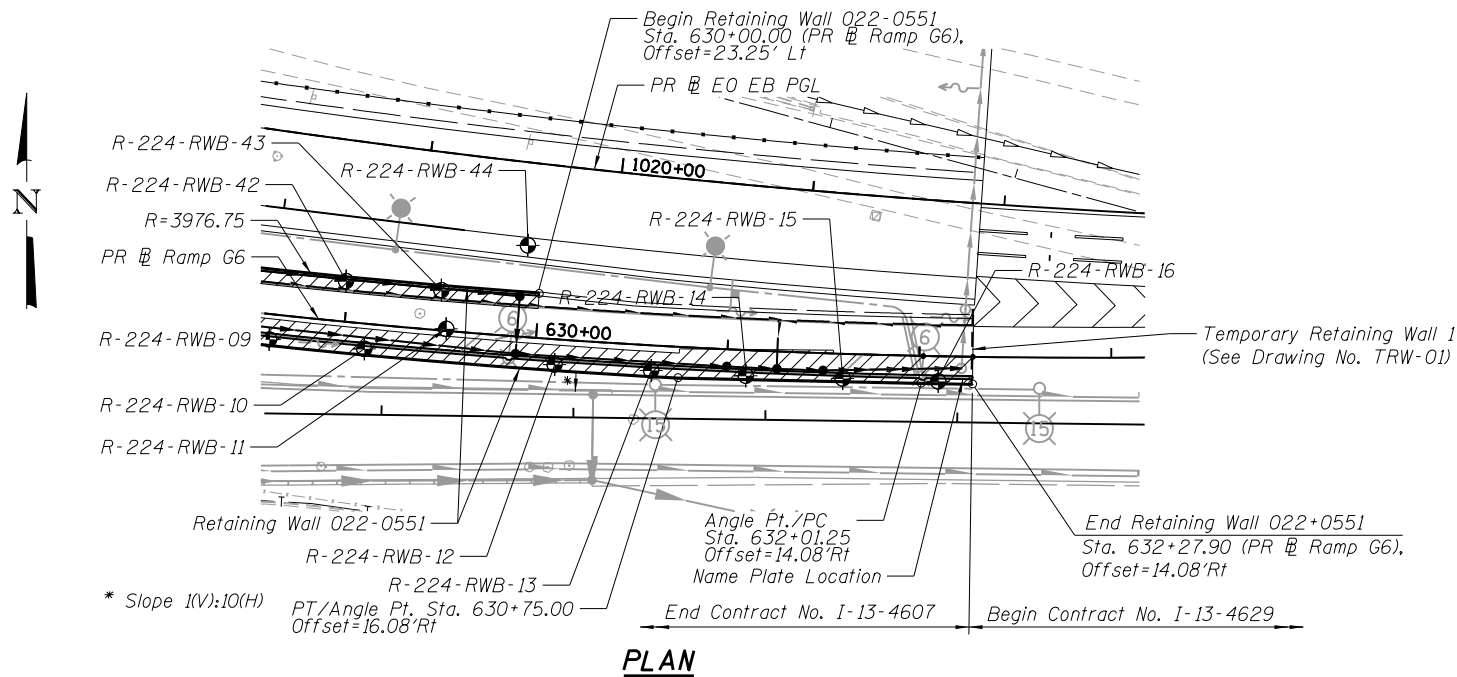 Begin Retaining Wall 022-0551
Sta. 630+00.00 (PR ⅊ Ramp G6),
Offset=23.25' Lt
PR ⅊ EO EB PGL
N
R-224-RWB-43
R-224-RWB-44
1020+00
R-224-RWB-42
R=3976.75
R-224-RWB-15
PR ⅊ Ramp G6
R-224-RWB-16
R-224-RWB-14
6
630+00
6
R-224-RWB-09
Temporary Retaining Wall 1
(See Drawing No. TRW-01)
*
R-224-RWB-10
15
15
R-224-RWB-11
T
Retaining Wall 022-0551
R-224-RWB-12
R-224-RWB-13
Angle Pt./PC
Sta. 632+01.25
Offset=14.08'Rt
Name Plate Location
End Retaining Wall 022+0551
Sta. 632+27.90 (PR ⅊ Ramp G6),
Offset=14.08'Rt
* Slope 1(V):10(H)
PT/Angle Pt. Sta. 630+75.00
Offset=16.08'Rt
End Contract No. I-13-4607
Begin Contract No. I-13-4629
PLAN